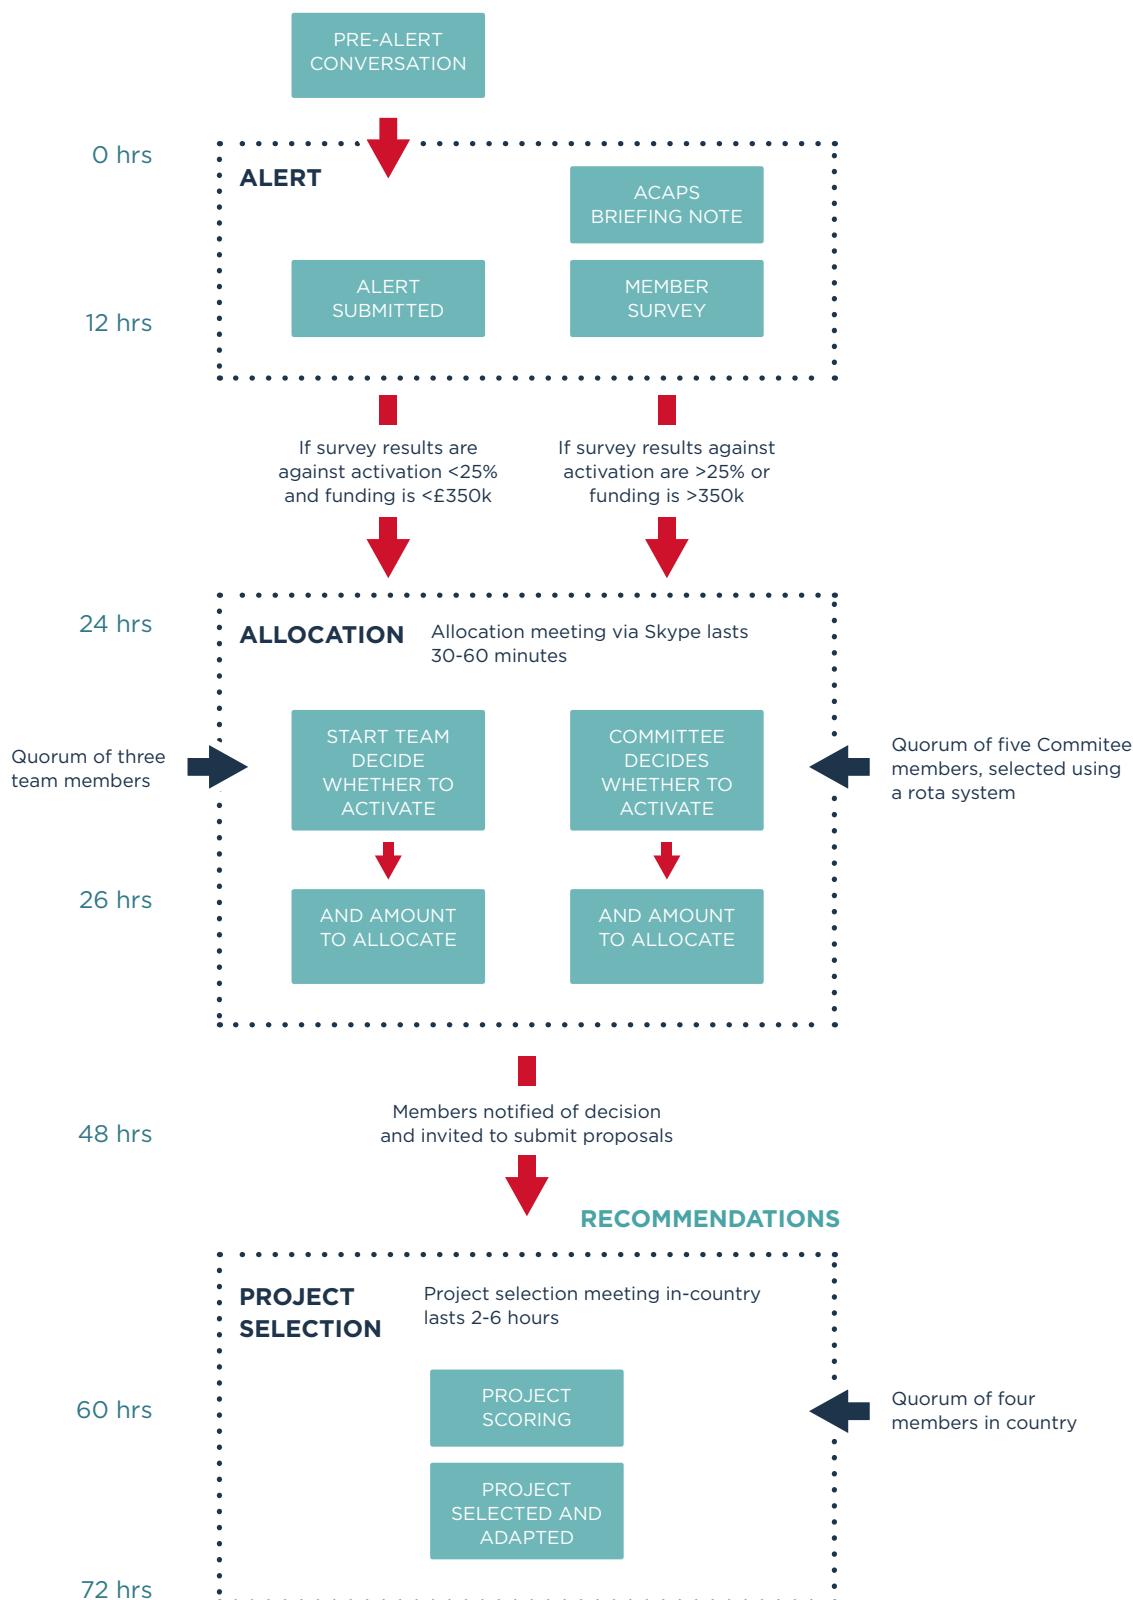 PRE-ALERT
CONVERSATION
0 hrs
ALERT
ACAPS
BRIEFING NOTE
ALERT
SUBMITTED
MEMBER
SURVEY
12 hrs
If survey results are
against activation <25%
and funding is <£350k
If survey results against
activation are >25% or
funding is >350k
24 hrs
ALLOCATION
Allocation meeting via Skype lasts
30-60 minutes
Quorum of three
team members
START TEAM
DECIDE
WHETHER TO
ACTIVATE
COMMITTEE
DECIDES
WHETHER TO
ACTIVATE
Quorum of five Commitee
members, selected using
a rota system
26 hrs
AND AMOUNT
TO ALLOCATE
AND AMOUNT
TO ALLOCATE
Members notified of decision
and invited to submit proposals
48 hrs
RECOMMENDATIONS
PROJECT
SELECTION
Project selection meeting in-country
lasts 2-6 hours
60 hrs
PROJECT
SCORING
Quorum of four
members in country
PROJECT
SELECTED AND
ADAPTED
72 hrs